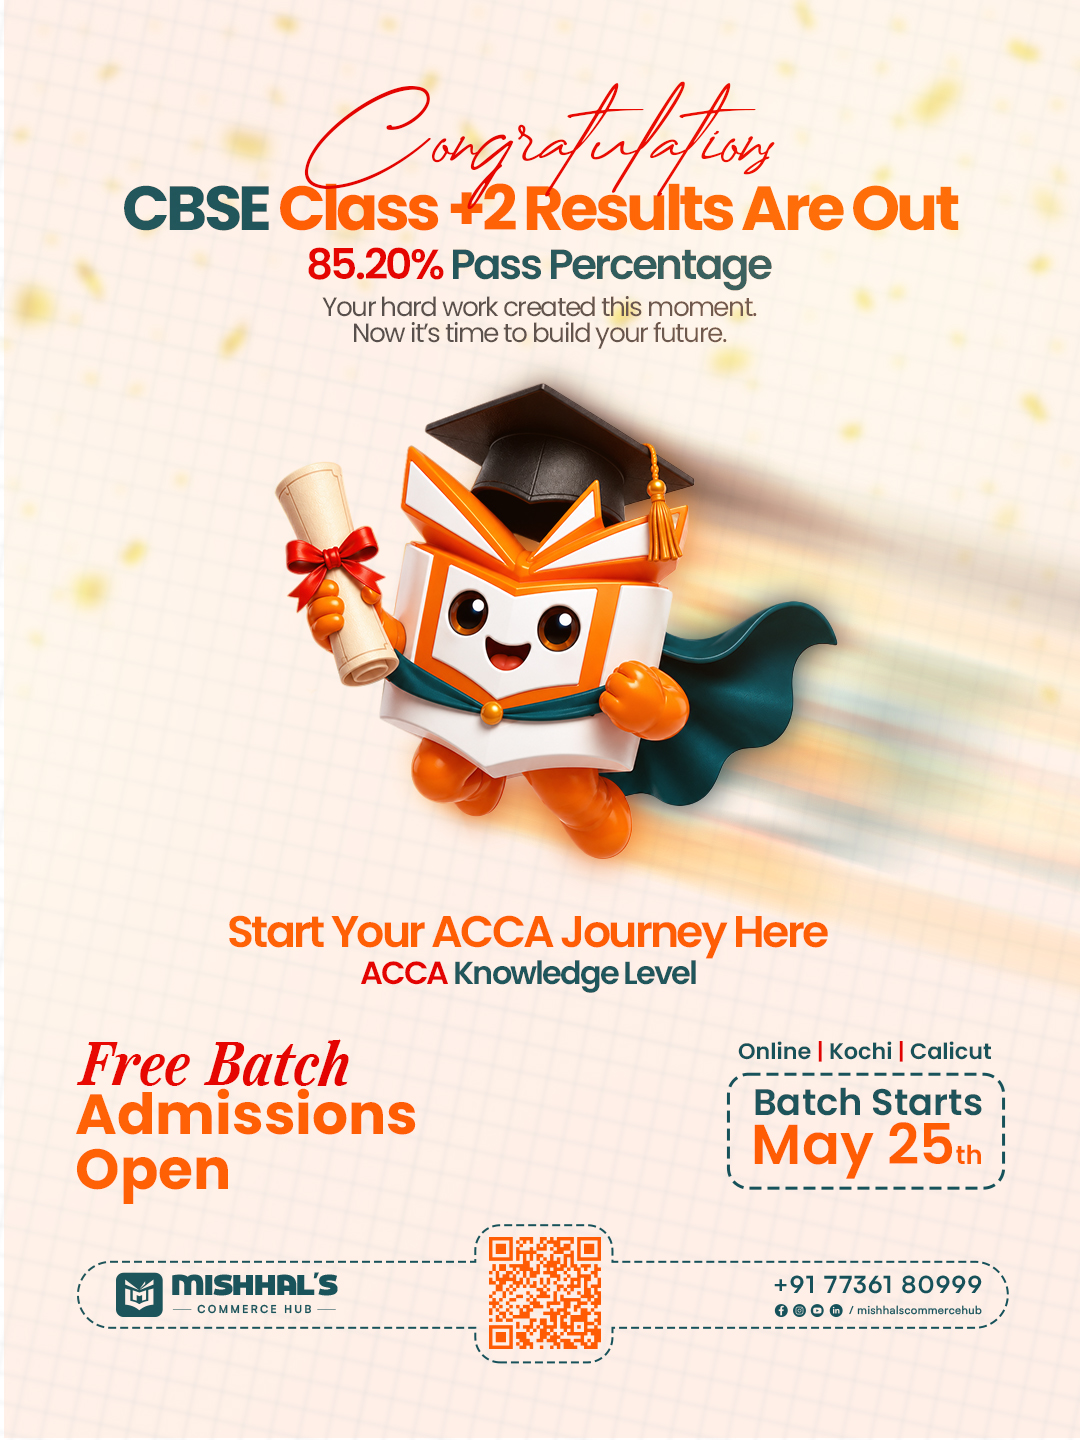 Congratulations
CBSE Class +2 Results Are Out
85.20% Pass Percentage
Your hard work created this moment.
Now it's time to build your future.
Start Your ACCA Journey Here
ACCA Knowledge Level
Free Batch
Admissions
Open
Online | Kochi | Calicut
Batch Starts
May 25th
MISHHAL'S
COMMERCE HUB
+91 77361 80999
/ mishhalscommercehub